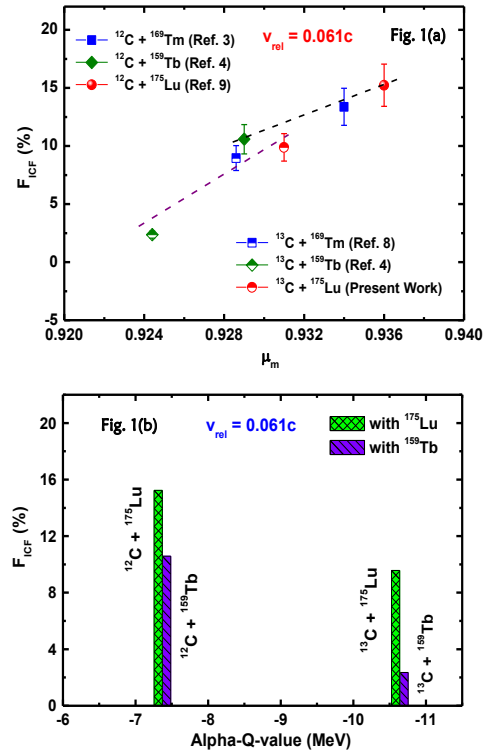 Fig. 1(a)
v_rel = 0.061c
¹²C + ¹⁶⁹Tm (Ref. 3)
¹²C + ¹⁵⁹Tb (Ref. 4)
¹²C + ¹⁷⁵Lu (Ref. 9)
¹³C + ¹⁶⁹Tm (Ref. 8)
¹³C + ¹⁵⁹Tb (Ref. 4)
¹³C + ¹⁷⁵Lu (Present Work)
F_ICF (%)
20
15
10
5
0
-5
0.920 0.924 0.928 0.932 0.936 0.940
μ_m
Fig. 1(b)
v_rel = 0.061c
with ¹⁷⁵Lu
with ¹⁵⁹Tb
F_ICF (%)
20
16
12
8
4
0
¹²C + ¹⁷⁵Lu
¹²C + ¹⁵⁹Tb
¹³C + ¹⁷⁵Lu
¹³C + ¹⁵⁹Tb
-6 -7 -8 -9 -10 -11
Alpha-Q-value (MeV)